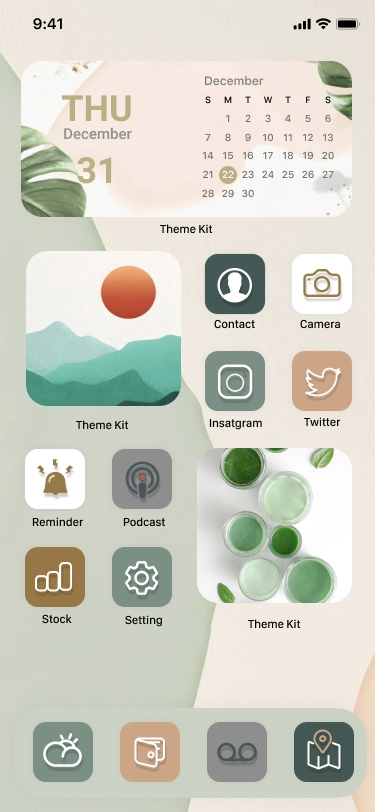 9:41
THU
December
31
December
S M T W T F S
1 2 3 4 5 6
7 8 9 10 11 12 13
14 15 16 17 18 19 20
21 22 23 24 25 26 27
28 29 30
Theme Kit
Contact
Camera
Theme Kit
Insatgram
Twitter
Reminder
Podcast
Stock
Setting
Theme Kit